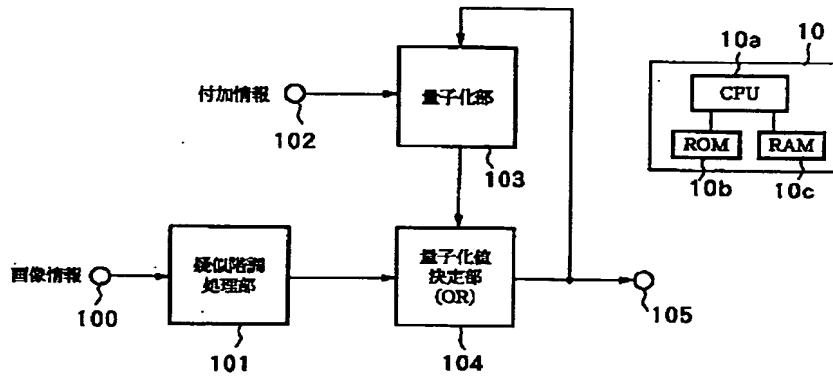 10
10a
CPU
ROM
RAM
10b
10c
付加情報
102
量子化部
103
画像情報
100
疑似階調
処理部
101
量子化値
決定部
(OR)
104
105